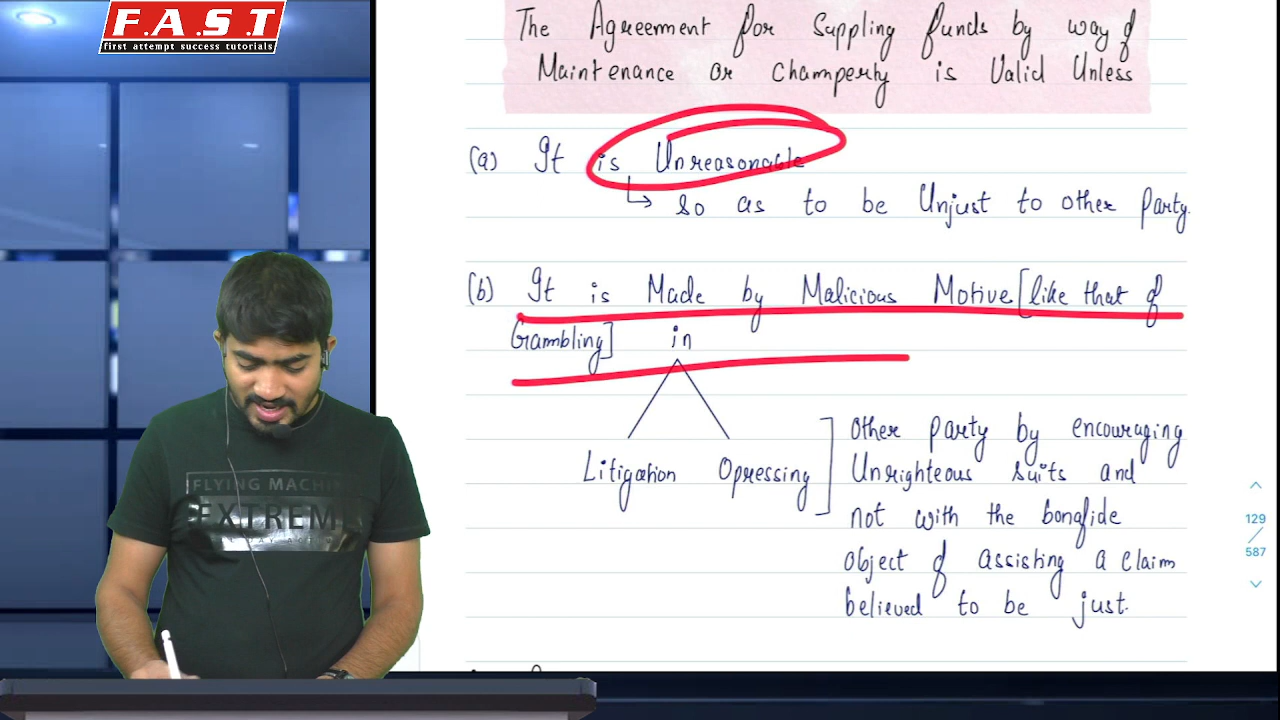 F.A.S.T
first attempt success tutorials
The Agreement for Suppling funds by way of
Maintenance or Champerty is Valid Unless
(a) It is Unreasonable
↳ so as to be Unjust to other Party.
(b) It is Made by Malicious Motive [like that of
Grambling] in
Litigation Opressing
Other Party by encouraging
Unrighteous suits and
not with the bonafide
object of assisting a claim
believed to be just.
129
587
FLYING MACHIN
EXTREM